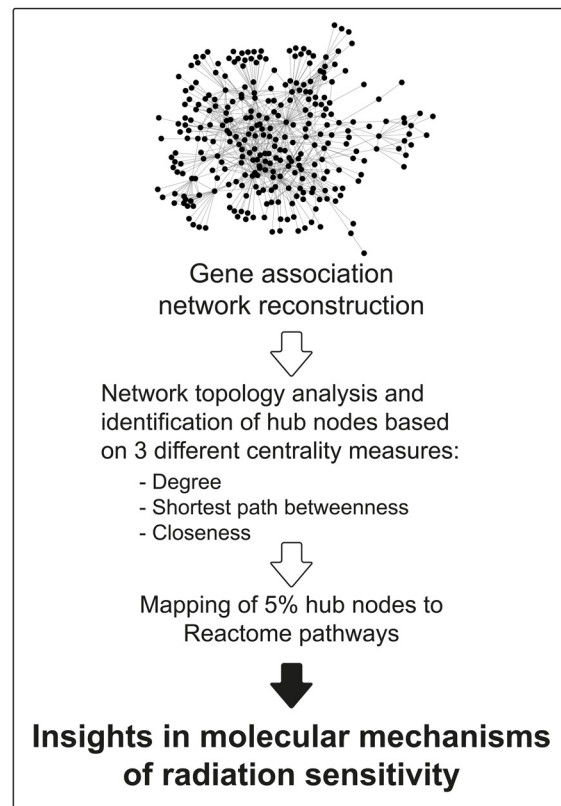 Gene association
network reconstruction
Network topology analysis and
identification of hub nodes based
on 3 different centrality measures:
- Degree
- Shortest path betweenness
- Closeness
Mapping of 5% hub nodes to
Reactome pathways
Insights in molecular mechanisms
of radiation sensitivity